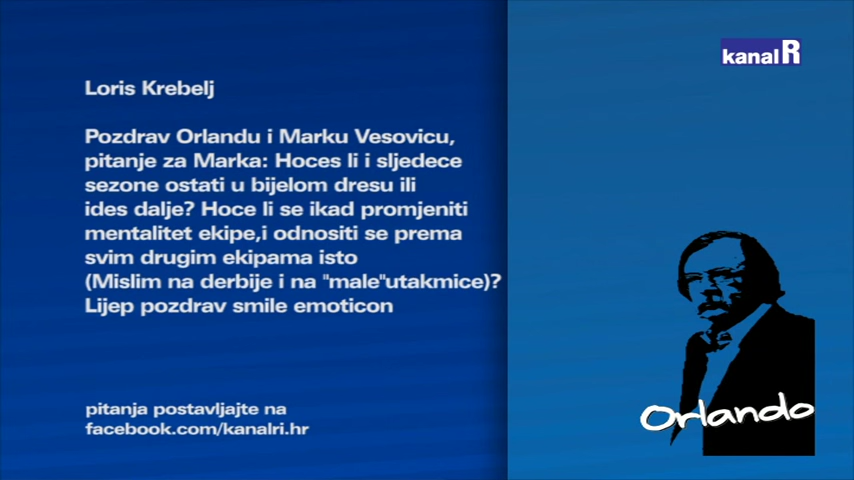 kanal R
Loris Krebelj
Pozdrav Orlandu i Marku Vesovicu,
pitanje za Marka: Hoces li i sljedece
sezone ostati u bijelom dresu ili
ides dalje? Hoce li se ikad promjeniti
mentalitet ekipe,i odnositi se prema
svim drugim ekipama isto
(Mislim na derbije i na "male"utakmice)?
Lijep pozdrav smile emoticon
pitanja postavljajte na
facebook.com/kanalri.hr
Orlando